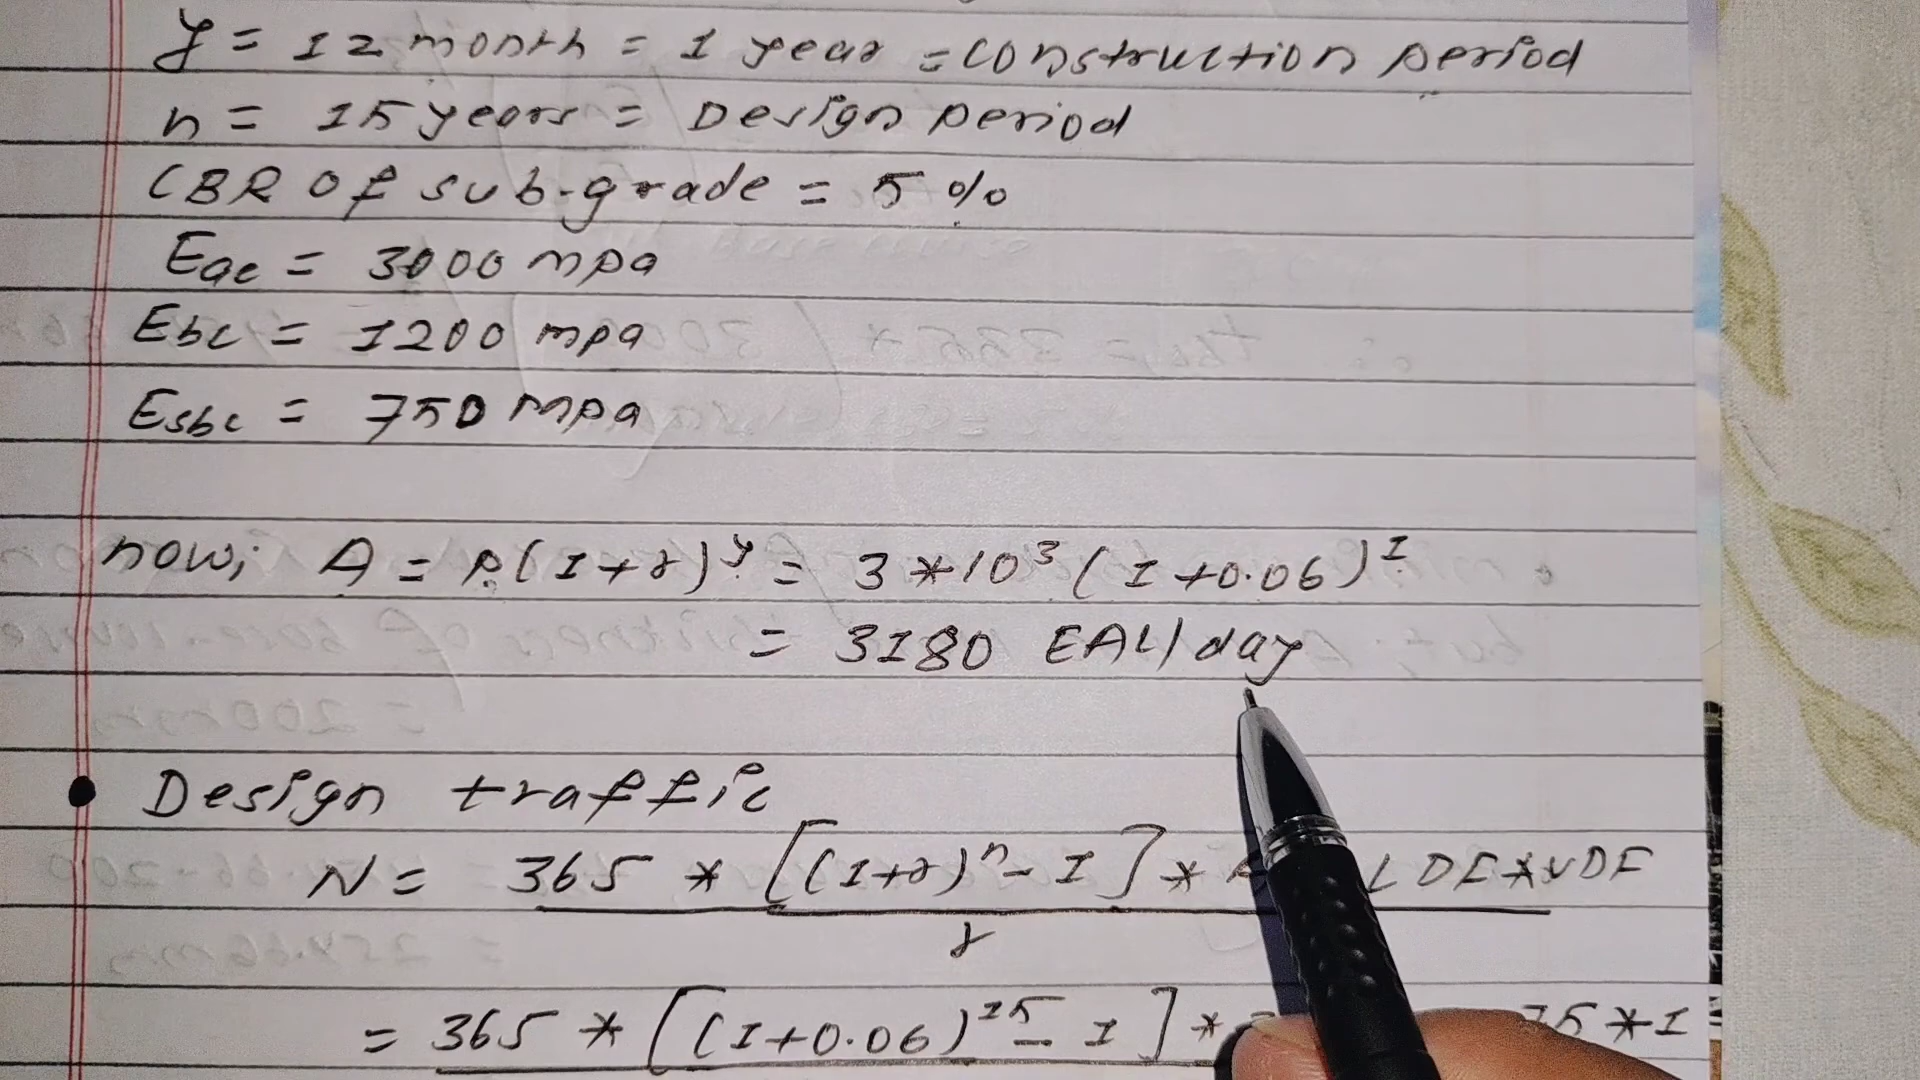 y = 12 month = 1 year = construction period
n = 15 years = Design period
CBR of sub-grade = 5 %
Eac = 3000 mpa
Ebc = 1200 mpa
Esbc = 750 mpa
now; A = P(1+r)^y = 3*10^3 (1+0.06)^1
= 3180 EAL/day
• Design traffic
N = 365 * [(1+r)^n - 1] * LDF*VDF
r
= 365 * [(1+0.06)^15 - 1] * 75*1